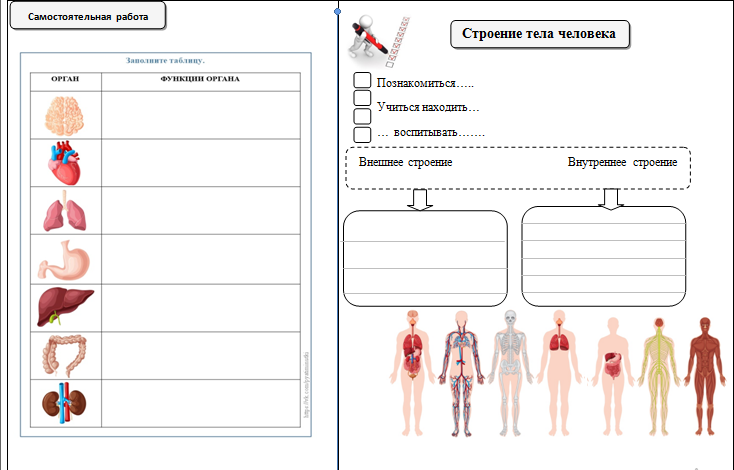 Самостоятельная работа
Заполните таблицу.
ОРГАН ФУНКЦИИ ОРГАНА
Строение тела человека
Познакомиться…..
Учиться находить…
… воспитывать…….
Внешнее строение Внутреннее строение